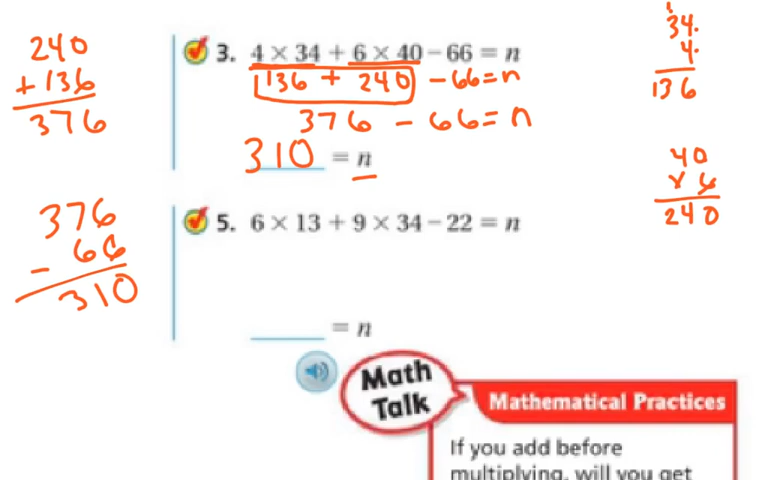 240
+136
376
3. 4 × 34 + 6 × 40 − 66 = n
136 + 240 − 66 = n
376 − 66 = n
310 = n
34.
4.
136
40
× 6
240
376
− 66
310
5. 6 × 13 + 9 × 34 − 22 = n
= n
Math
Talk
Mathematical Practices
If you add before
multiplying, will you get